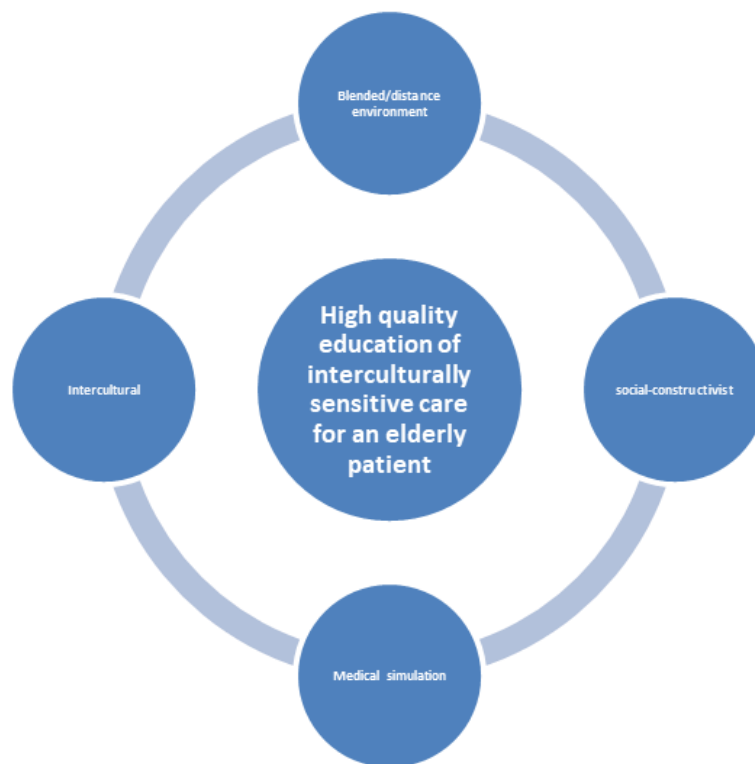 Blended/distance
environment
High quality
education of
interculturally
sensitive care
for an elderly
patient
Intercultural
social-constructivist
Medical simulation